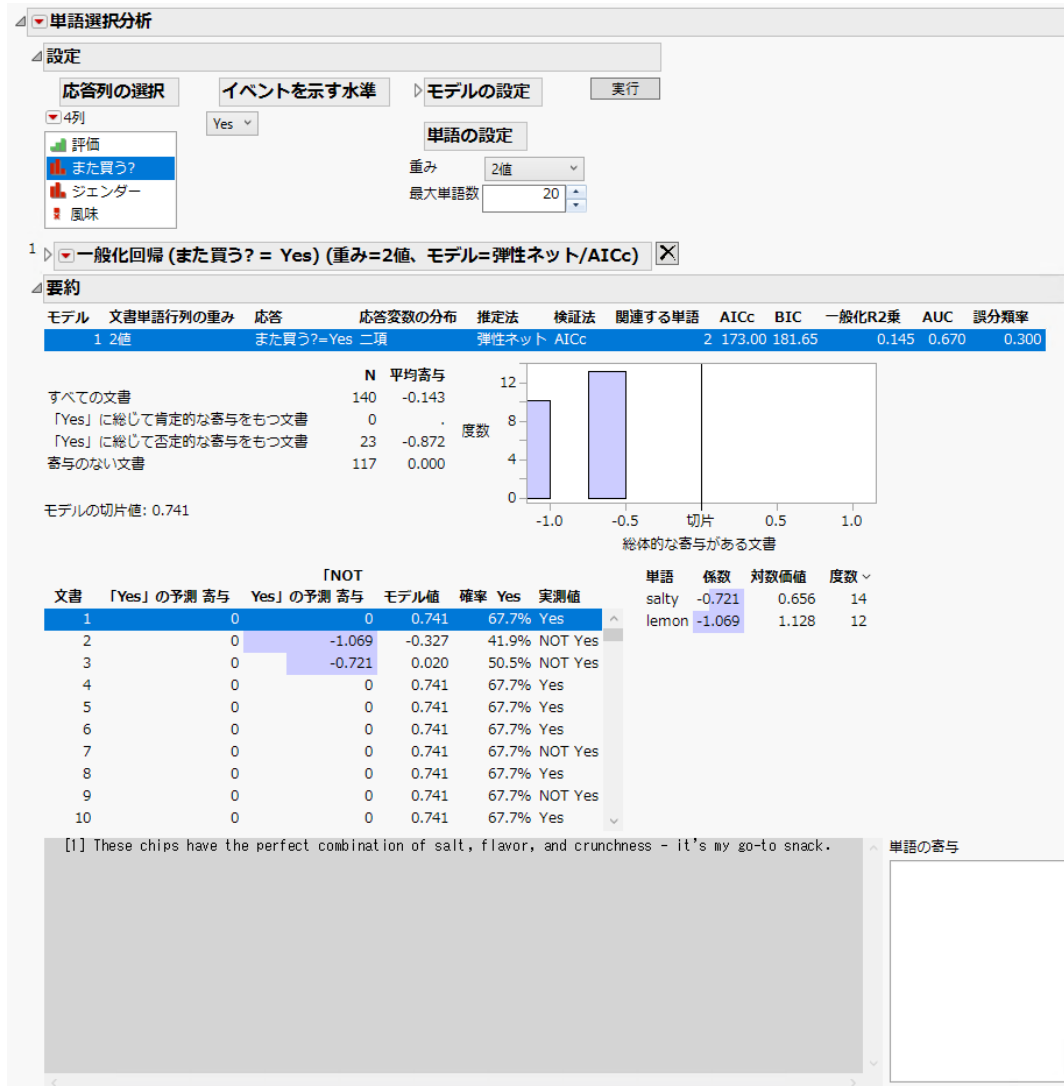 単語選択分析
設定
応答列の選択 イベントを示す水準 モデルの設定 実行
4列 Yes
評価
また買う?
ジェンダー
風味
単語の設定
重み 2値
最大単語数 20
1 一般化回帰 (また買う? = Yes) (重み=2値、モデル=弾性ネット/AICc)
要約
モデル 文書単語行列の重み 応答 応答変数の分布 推定法 検証法 関連する単語 AICc BIC 一般化R2乗 AUC 誤分類率
1 2値 また買う?=Yes 二項 弾性ネット AICc 2 173.00 181.65 0.145 0.670 0.300
N 平均寄与
すべての文書 140 -0.143
「Yes」に総じて肯定的な寄与をもつ文書 0 .
「Yes」に総じて否定的な寄与をもつ文書 23 -0.872
寄与のない文書 117 0.000
モデルの切片値: 0.741
度数
12
8
4
0
-1.0 -0.5 切片 0.5 1.0
総体的な寄与がある文書
「NOT
文書 「Yes」の予測 寄与 Yes」の予測 寄与 モデル値 確率 Yes 実測値
1 0 0 0.741 67.7% Yes
2 0 -1.069 -0.327 41.9% NOT Yes
3 0 -0.721 0.020 50.5% NOT Yes
4 0 0 0.741 67.7% Yes
5 0 0 0.741 67.7% Yes
6 0 0 0.741 67.7% Yes
7 0 0 0.741 67.7% NOT Yes
8 0 0 0.741 67.7% Yes
9 0 0 0.741 67.7% NOT Yes
10 0 0 0.741 67.7% Yes
単語 係数 対数価値 度数
salty -0.721 0.656 14
lemon -1.069 1.128 12
[1] These chips have the perfect combination of salt, flavor, and crunchness - it's my go-to snack.
単語の寄与